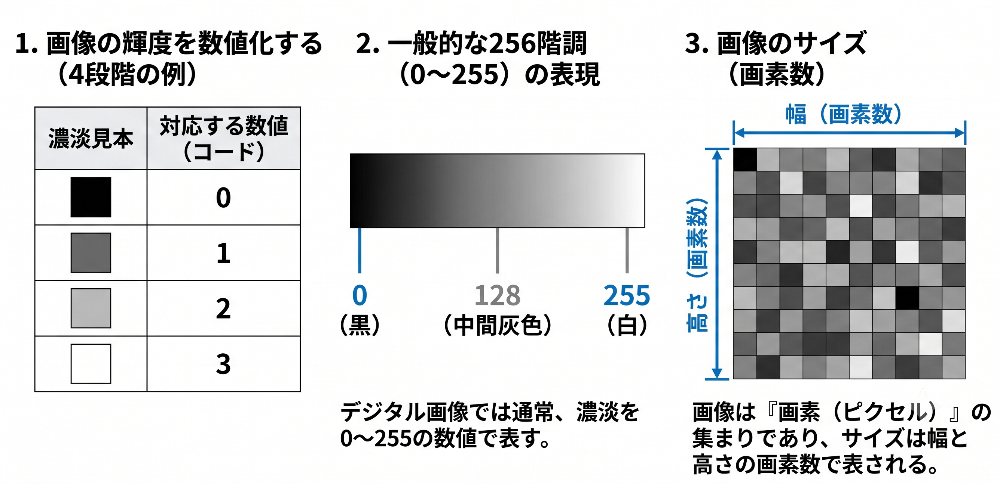 1. 画像の輝度を数値化する
（4段階の例）
濃淡見本
対応する数値
（コード）
0
1
2
3
2. 一般的な256階調
（0～255）の表現
0
（黒）
128
（中間灰色）
255
（白）
デジタル画像では通常、濃淡を
0～255の数値で表す。
3. 画像のサイズ
（画素数）
幅（画素数）
高さ（画素数）
画像は『画素（ピクセル）』の
集まりであり、サイズは幅と
高さの画素数で表される。